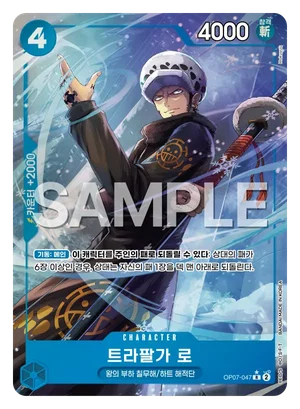 4
4000
참격
斬
카운터 +2000
SAMPLE
기동: 메인 이 캐릭터를 주인의 패로 되돌릴 수 있다: 상대의 패가
6장 이상인 경우, 상대는 자신의 패 1장을 덱 맨 아래로 되돌린다.
CHARACTER
트라팔가 로
왕의 부하 칠무해/하트 해적단
OP07-047 R 2